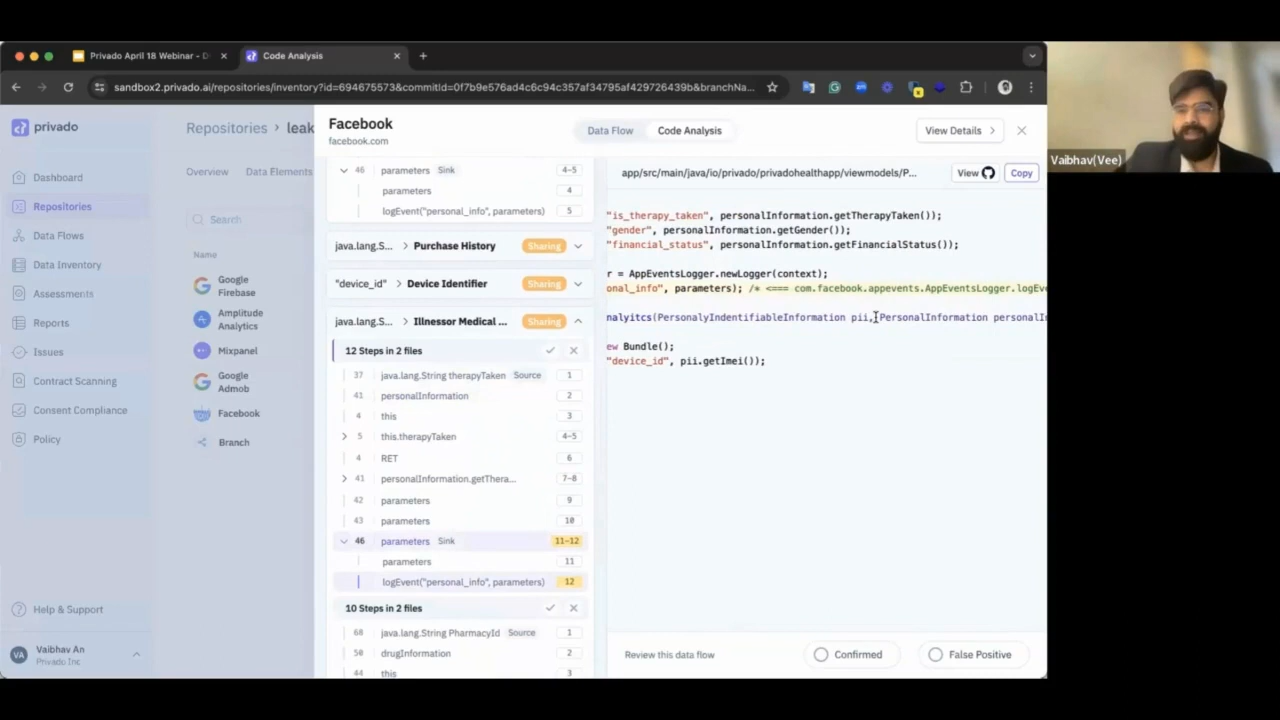 Privado April 18 Webinar - D
Code Analysis
sandbox2.privado.ai/repositories/inventory?id=694675573&commitId=0f7b9e576ad4c6c94c357af34795af429726439b&branchNa...
privado
Dashboard
Repositories
Data Flows
Data Inventory
Assessments
Reports
Issues
Contract Scanning
Consent Compliance
Policy
Help & Support
VA
Vaibhav An
Privado Inc
Repositories > leak
Overview Data Elements
Search
Name
Google
Firebase
Amplitude
Analytics
Mixpanel
Google
Admob
Facebook
Branch
Facebook
facebook.com
Data Flow Code Analysis
View Details
46 parameters Sink 4-5
parameters 4
logEvent("personal_info", parameters) 5
java.lang.S... > Purchase History Sharing
"device_id" > Device Identifier Sharing
java.lang.S... > Illnessor Medical ... Sharing
12 Steps in 2 files
37 java.lang.String therapyTaken Source 1
41 personalInformation 2
4 this 3
5 this.therapyTaken 4-5
4 RET 6
41 personalInformation.getThera... 7-8
42 parameters 9
43 parameters 10
46 parameters Sink 11-12
parameters 11
logEvent("personal_info", parameters) 12
10 Steps in 2 files
68 java.lang.String PharmacyId Source 1
50 drugInformation 2
44 this 3
app/src/main/java/io/privado/privadohealthapp/viewmodels/P...
View Copy
"is_therapy_taken", personalInformation.getTherapyTaken());
"gender", personalInformation.getGender());
"financial_status", personalInformation.getFinancialStatus());
r = AppEventsLogger.newLogger(context);
onal_info", parameters); /* <=== com.facebook.appevents.AppEventsLogger.logEve
nalyitcs(PersonalyIndentifiableInformation pii, PersonalInformation personalIn
ew Bundle();
"device_id", pii.getImei());
Review this data flow
Confirmed
False Positive
Vaibhav(Vee)